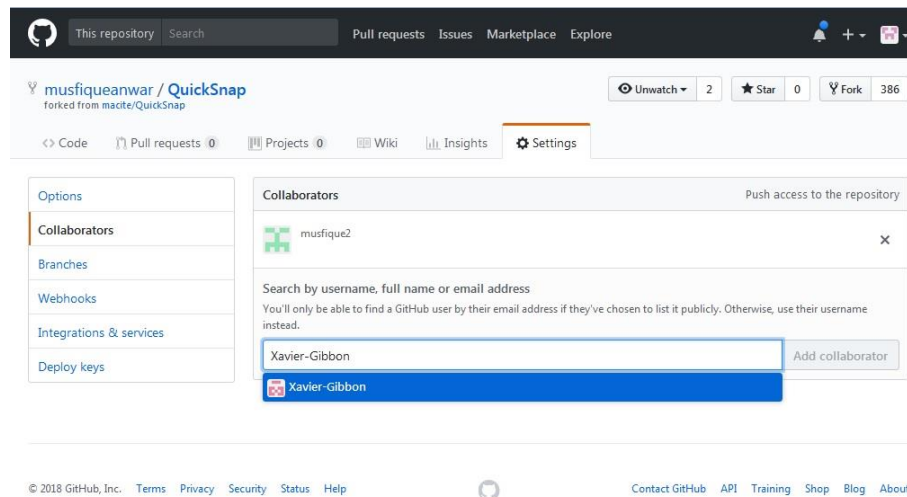 This repository Search Pull requests Issues Marketplace Explore
musfiqueanwar / QuickSnap Unwatch 2 Star 0 Fork 386
forked from macite/QuickSnap
Code Pull requests 0 Projects 0 Wiki Insights Settings
Options
Collaborators
Branches
Webhooks
Integrations & services
Deploy keys
Collaborators Push access to the repository
musfique2
Search by username, full name or email address
You'll only be able to find a GitHub user by their email address if they've chosen to list it publicly. Otherwise, use their username
instead.
Xavier-Gibbon Add collaborator
Xavier-Gibbon
© 2018 GitHub, Inc. Terms Privacy Security Status Help Contact GitHub API Training Shop Blog About